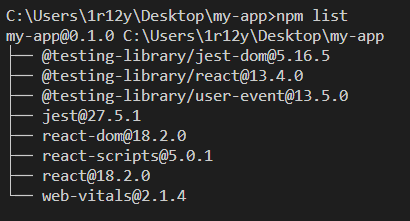 C:\Users\1r12y\Desktop\my-app>npm list
my-app@0.1.0 C:\Users\1r12y\Desktop\my-app
├── @testing-library/jest-dom@5.16.5
├── @testing-library/react@13.4.0
├── @testing-library/user-event@13.5.0
├── jest@27.5.1
├── react-dom@18.2.0
├── react-scripts@5.0.1
├── react@18.2.0
└── web-vitals@2.1.4